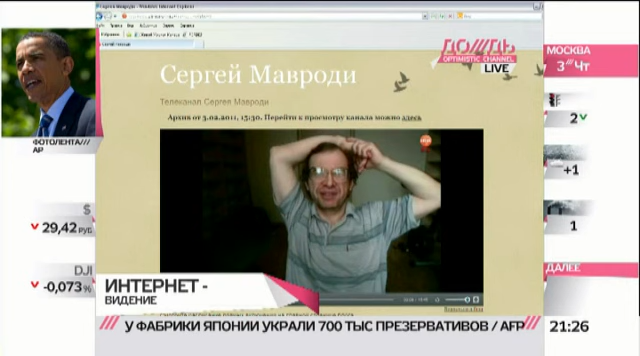 Сергей Мавроди
Телеканал Сергея Мавроди
Архив от 3.02.2011, 15:30. Перейти к просмотру канала можно здесь
ДОЖДЬ
OPTIMISTIC CHANNEL
LIVE
МОСКВА
3 Чт
2
+1
1
ДАЛЕЕ
ФОТОЛЕНТА///
AP
$
29,42 РУБ
DJI
-0,073 %
ИНТЕРНЕТ -
ВИДЕНИЕ
У ФАБРИКИ ЯПОНИИ УКРАЛИ 700 ТЫС ПРЕЗЕРВАТИВОВ / AFP
21:26